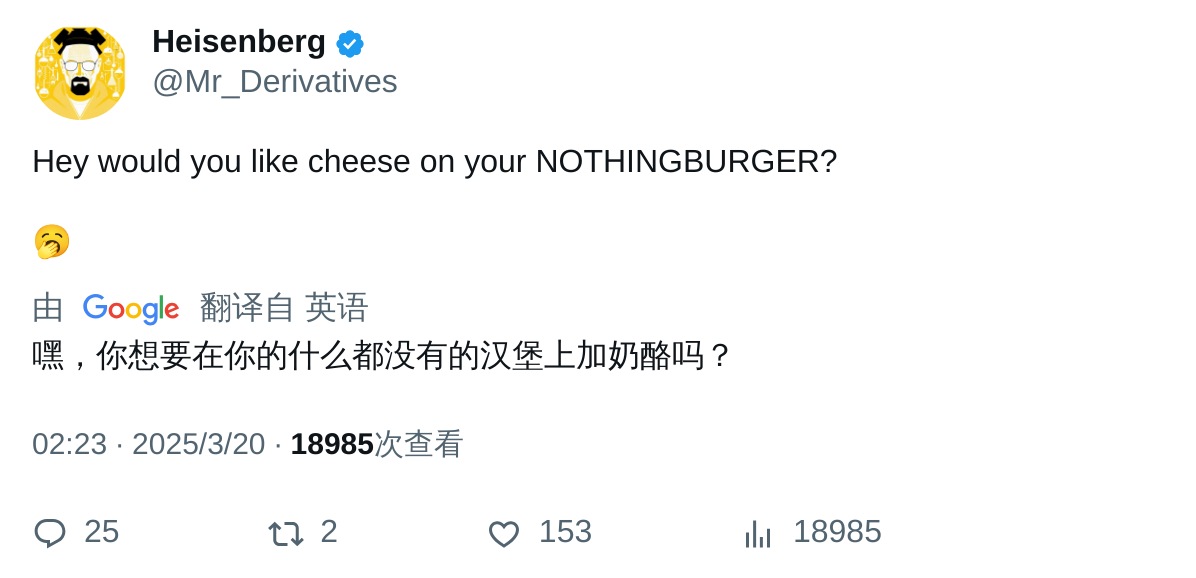 Heisenberg
@Mr_Derivatives
Hey would you like cheese on your NOTHINGBURGER?
🥱
由 Google 翻译自 英语
嘿，你想要在你的什么都没有的汉堡上加奶酪吗？
02:23 · 2025/3/20 · 18985次查看
25 2 153 18985